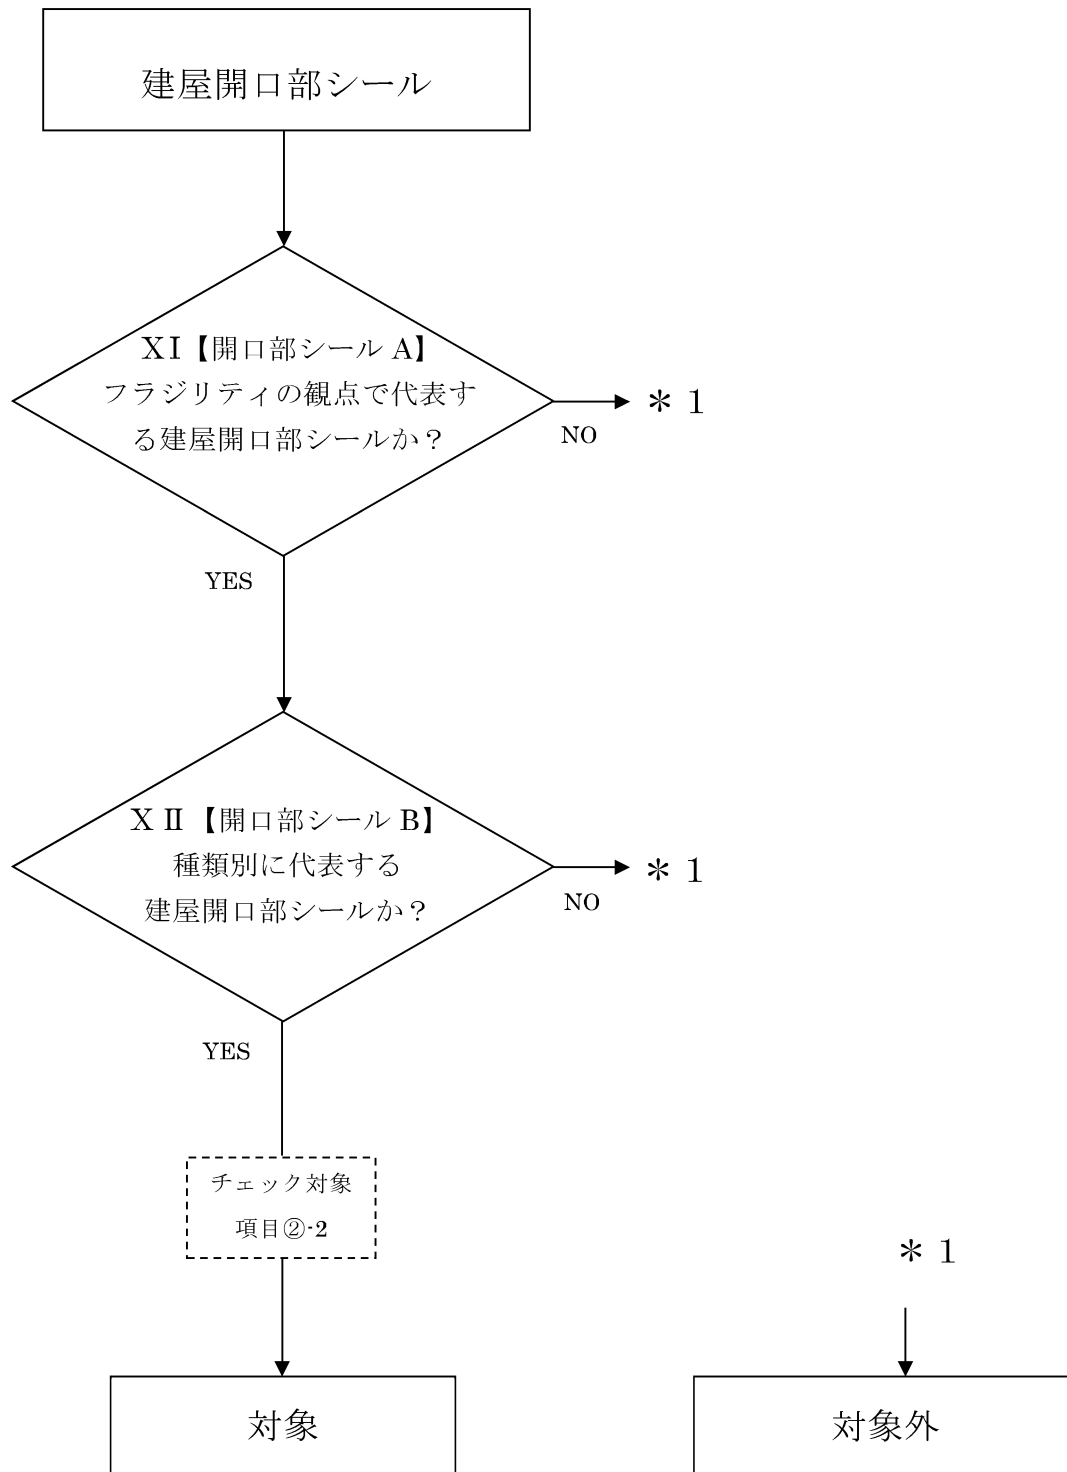 建屋開口部シール
ⅩⅠ【開口部シール A】
フラジリティの観点で代表す
る建屋開口部シールか？
＊ 1
NO
YES
Ⅹ Ⅱ 【開口部シール B】
種類別に代表する
建屋開口部シールか？
＊ 1
NO
YES
チェック対象
項目②-2
＊ 1
対象
対象外